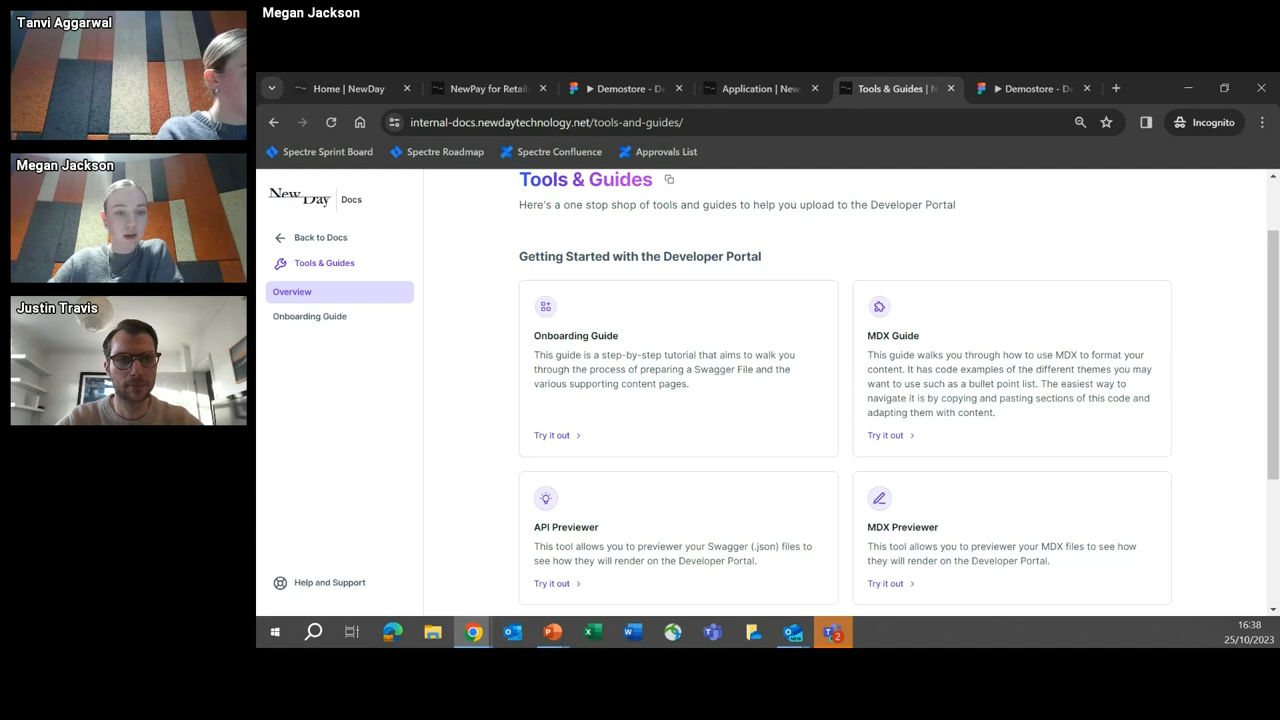 Tanvi Aggarwal
Megan Jackson
Justin Travis
Megan Jackson
Home | NewDay
NewPay for Retail
Demostore - De
Application | New
Tools & Guides | N
Demostore - De
internal-docs.newdaytechnology.net/tools-and-guides/
Incognito
Spectre Sprint Board
Spectre Roadmap
Spectre Confluence
Approvals List
NewDay
Docs
Back to Docs
Tools & Guides
Overview
Onboarding Guide
Help and Support
Tools & Guides
Here's a one stop shop of tools and guides to help you upload to the Developer Portal
Getting Started with the Developer Portal
Onboarding Guide
This guide is a step-by-step tutorial that aims to walk you
through the process of preparing a Swagger File and the
various supporting content pages.
Try it out
MDX Guide
This guide walks you through how to use MDX to format your
content. It has code examples of the different themes you may
want to use such as a bullet point list. The easiest way to
navigate it is by copying and pasting sections of this code and
adapting them with content.
Try it out
API Previewer
This tool allows you to previewer your Swagger (.json) files to
see how they will render on the Developer Portal.
Try it out
MDX Previewer
This tool allows you to previewer your MDX files to see how
they will render on the Developer Portal.
Try it out
2
16:38
25/10/2023